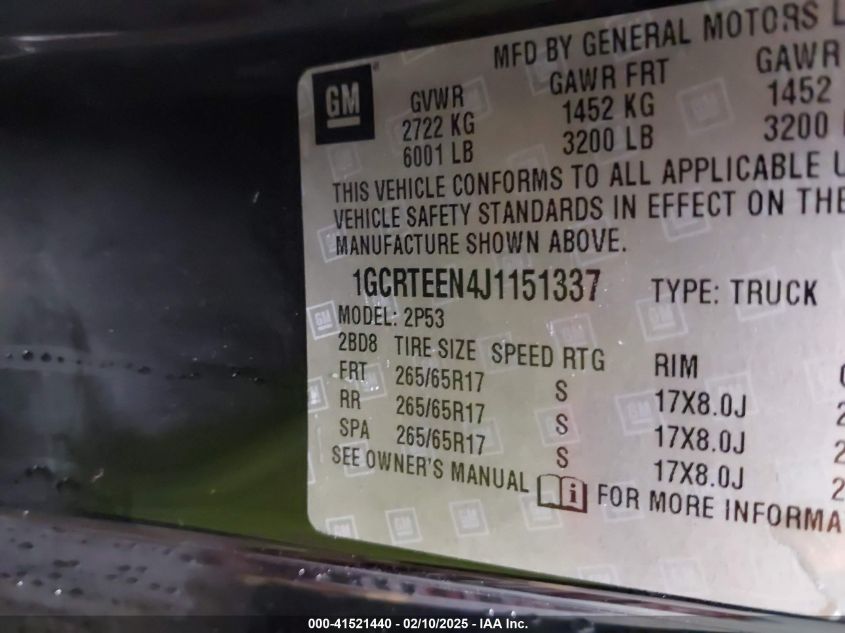 MFD BY GENERAL MOTORS L
GM
GVWR GAWR FRT GAWR
2722 KG 1452 KG 1452
6001 LB 3200 LB 3200
THIS VEHICLE CONFORMS TO ALL APPLICABLE U
VEHICLE SAFETY STANDARDS IN EFFECT ON THE
MANUFACTURE SHOWN ABOVE.
1GCRTEEN4J1151337 TYPE: TRUCK
MODEL: 2P53
2BD8 TIRE SIZE SPEED RTG RIM
FRT 265/65R17 S 17X8.0J
RR 265/65R17 S 17X8.0J
SPA 265/65R17 S 17X8.0J
SEE OWNER'S MANUAL i FOR MORE INFORMA
000-41521440 - 02/10/2025 - IAA Inc.